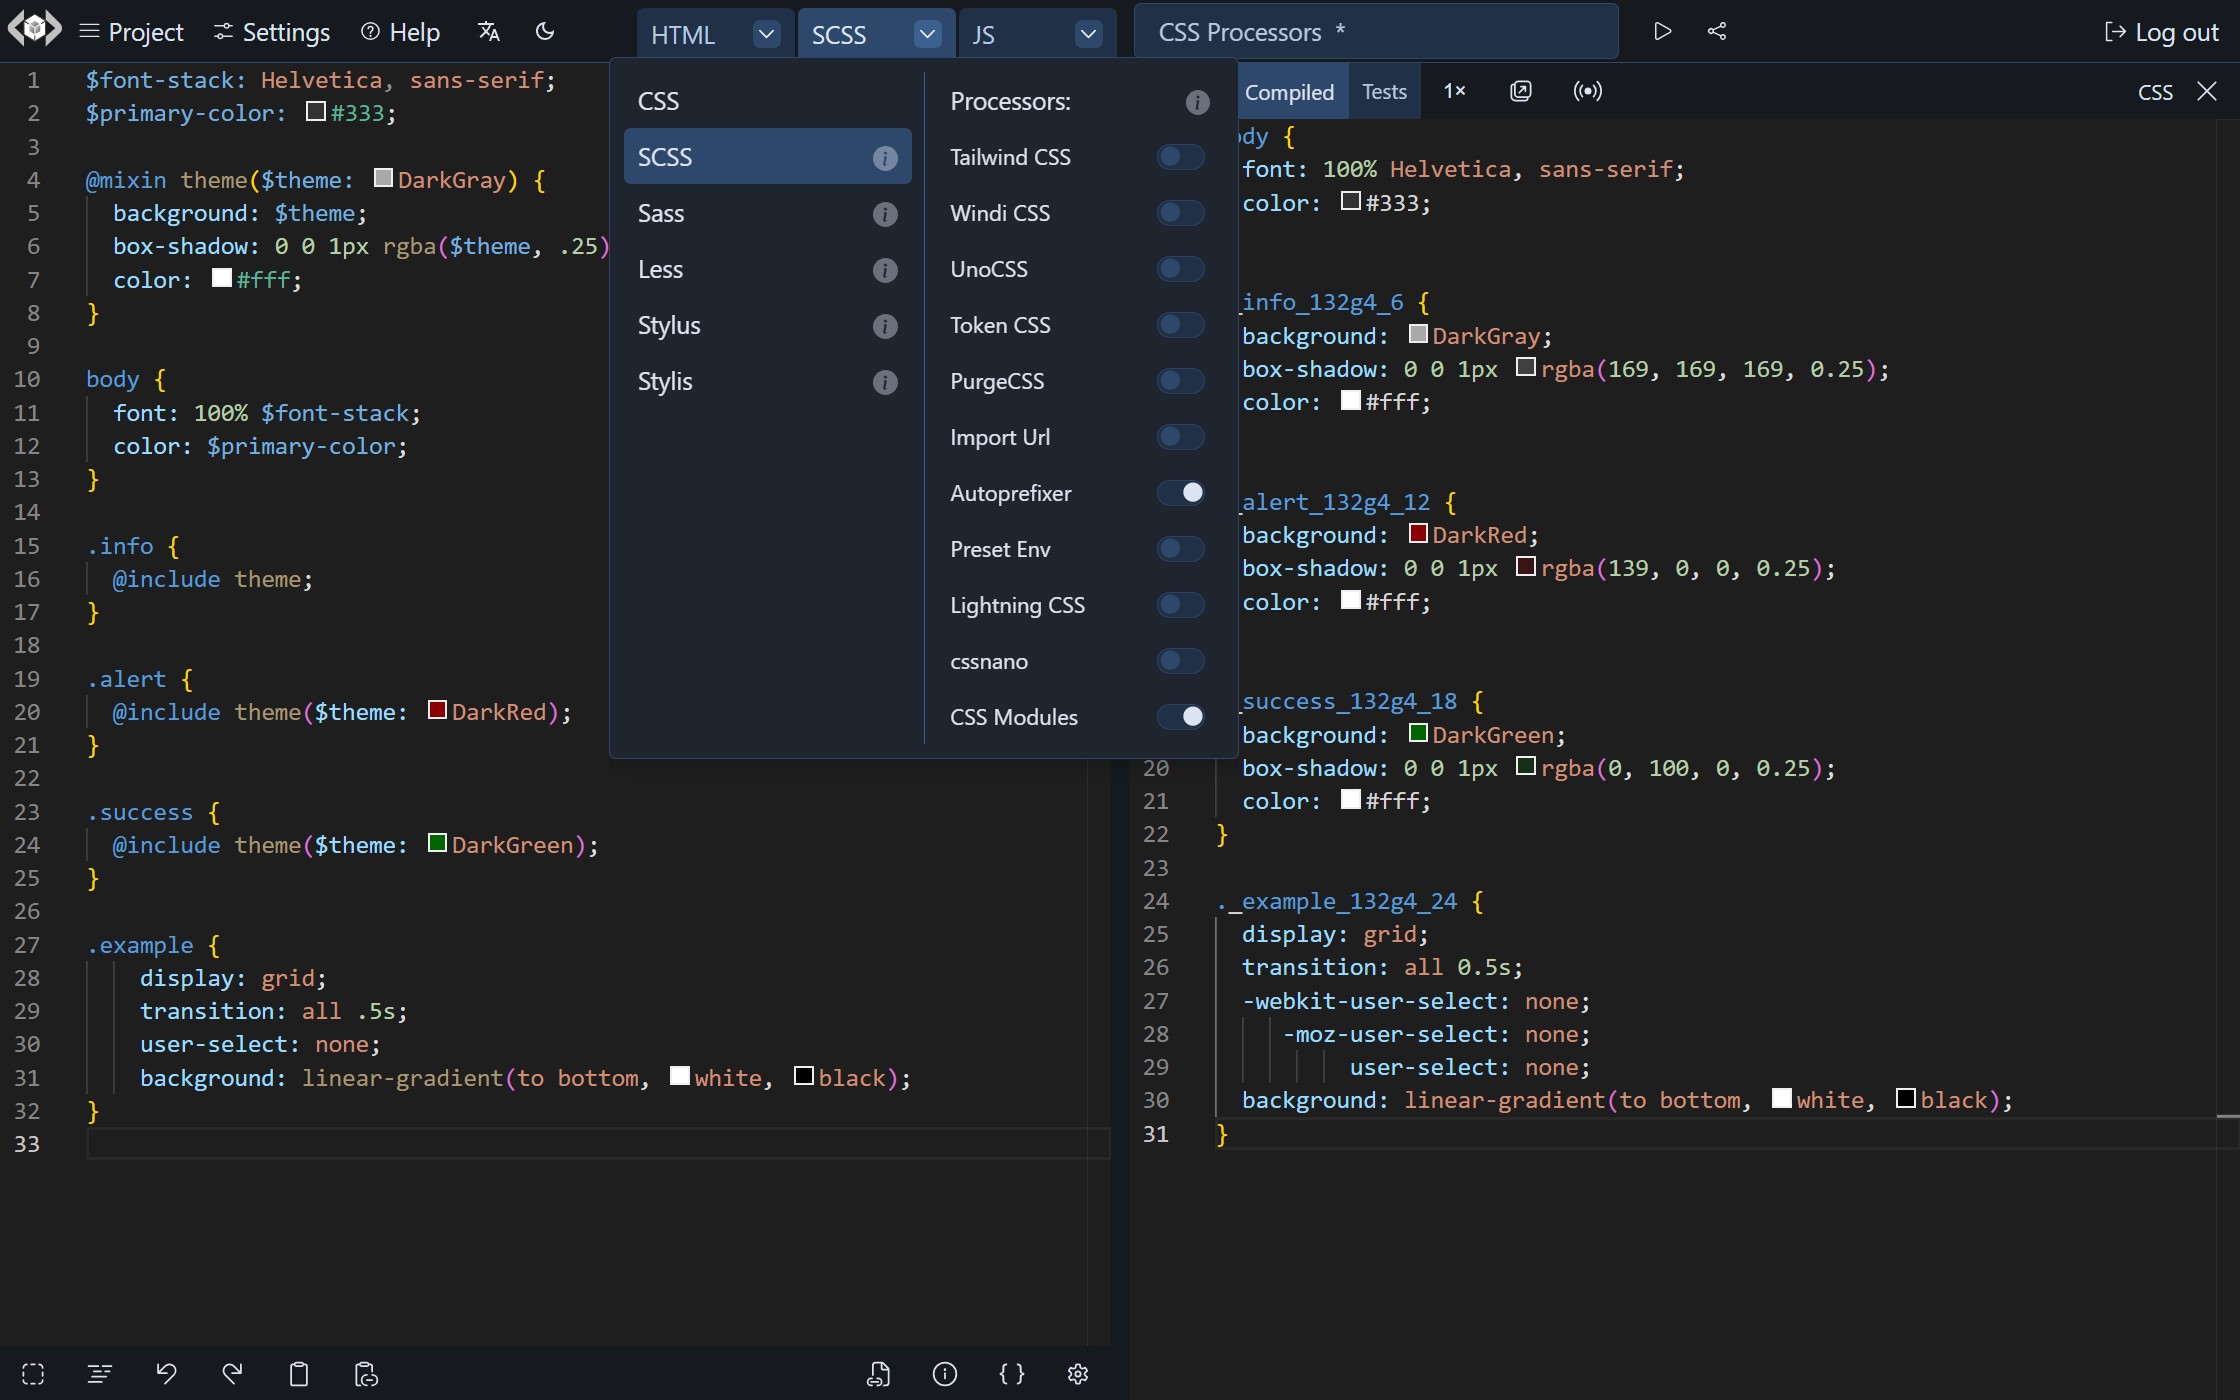 Project Settings Help HTML SCSS JS CSS Processors * Log out
1 $font-stack: Helvetica, sans-serif;
2 $primary-color: #333;
3
4 @mixin theme($theme: DarkGray) {
5 background: $theme;
6 box-shadow: 0 0 1px rgba($theme, .25)
7 color: #fff;
8 }
9
10 body {
11 font: 100% $font-stack;
12 color: $primary-color;
13 }
14
15 .info {
16 @include theme;
17 }
18
19 .alert {
20 @include theme($theme: DarkRed);
21 }
22
23 .success {
24 @include theme($theme: DarkGreen);
25 }
26
27 .example {
28 display: grid;
29 transition: all .5s;
30 user-select: none;
31 background: linear-gradient(to bottom, white, black);
32 }
33
CSS
SCSS
Sass
Less
Stylus
Stylis
Processors:
Tailwind CSS
Windi CSS
UnoCSS
Token CSS
PurgeCSS
Import Url
Autoprefixer
Preset Env
Lightning CSS
cssnano
CSS Modules
Compiled Tests 1× CSS
ody {
font: 100% Helvetica, sans-serif;
color: #333;
_info_132g4_6 {
background: DarkGray;
box-shadow: 0 0 1px rgba(169, 169, 169, 0.25);
color: #fff;
_alert_132g4_12 {
background: DarkRed;
box-shadow: 0 0 1px rgba(139, 0, 0, 0.25);
color: #fff;
_success_132g4_18 {
background: DarkGreen;
20 box-shadow: 0 0 1px rgba(0, 100, 0, 0.25);
21 color: #fff;
22 }
23
24 ._example_132g4_24 {
25 display: grid;
26 transition: all 0.5s;
27 -webkit-user-select: none;
28 -moz-user-select: none;
29 user-select: none;
30 background: linear-gradient(to bottom, white, black);
31 }